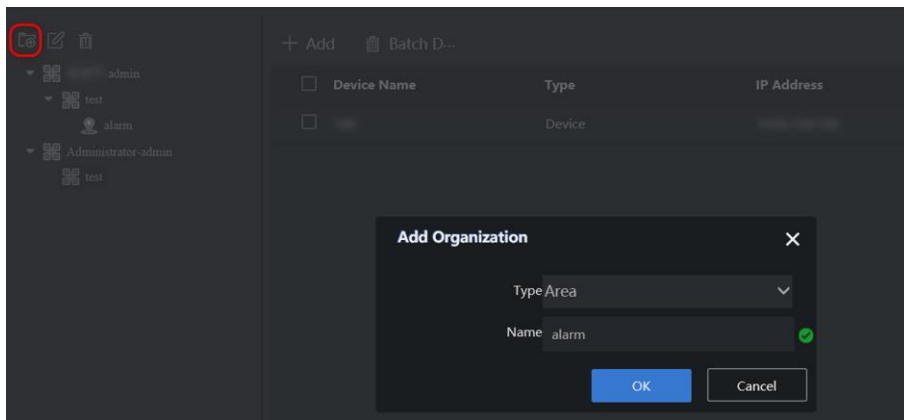 + Add Batch D...
admin
test
alarm
Administrator-admin
test
Device Name Type IP Address
Device
Add Organization
Type Area
Name alarm
OK Cancel